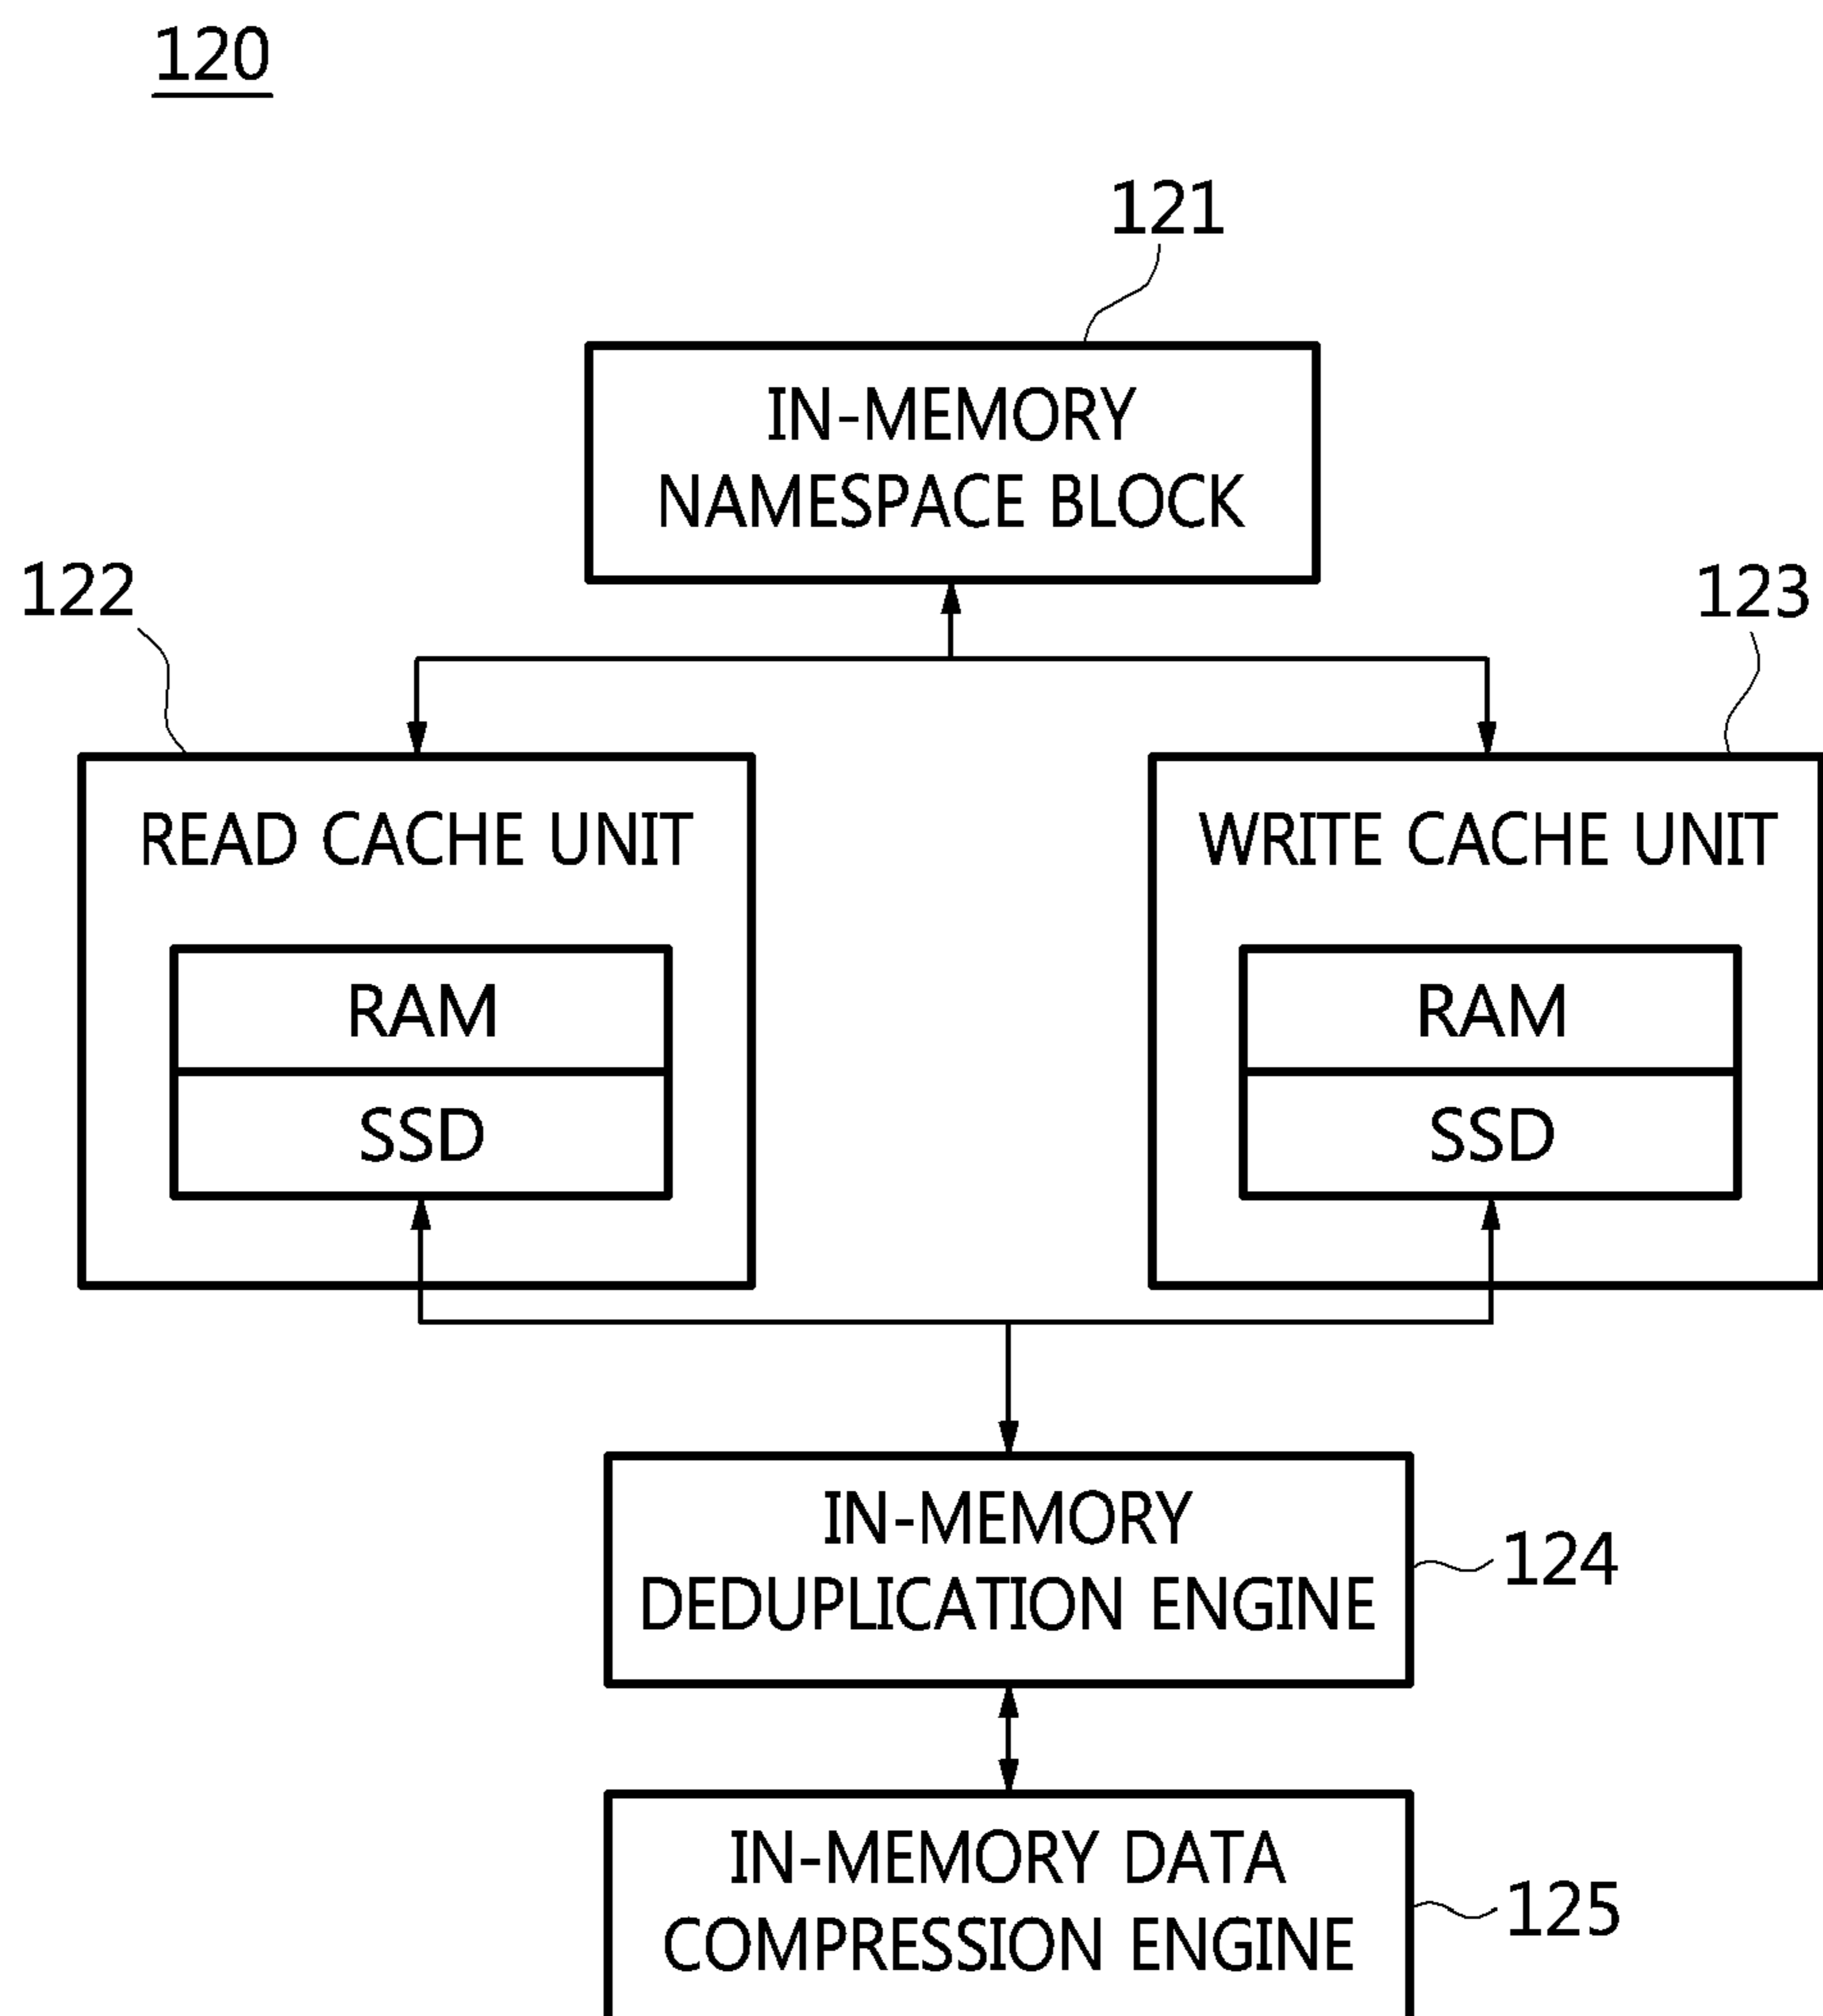 120
121
IN-MEMORY
NAMESPACE BLOCK
122
123
READ CACHE UNIT
WRITE CACHE UNIT
RAM
RAM
SSD
SSD
IN-MEMORY
DEDUPLICATION ENGINE
124
IN-MEMORY DATA
COMPRESSION ENGINE
125